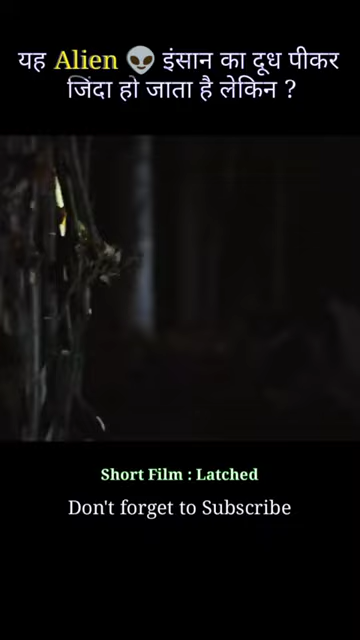 यह Alien 👽 इंसान का दूध पीकर
जिंदा हो जाता है लेकिन ?
Short Film : Latched
Don't forget to Subscribe